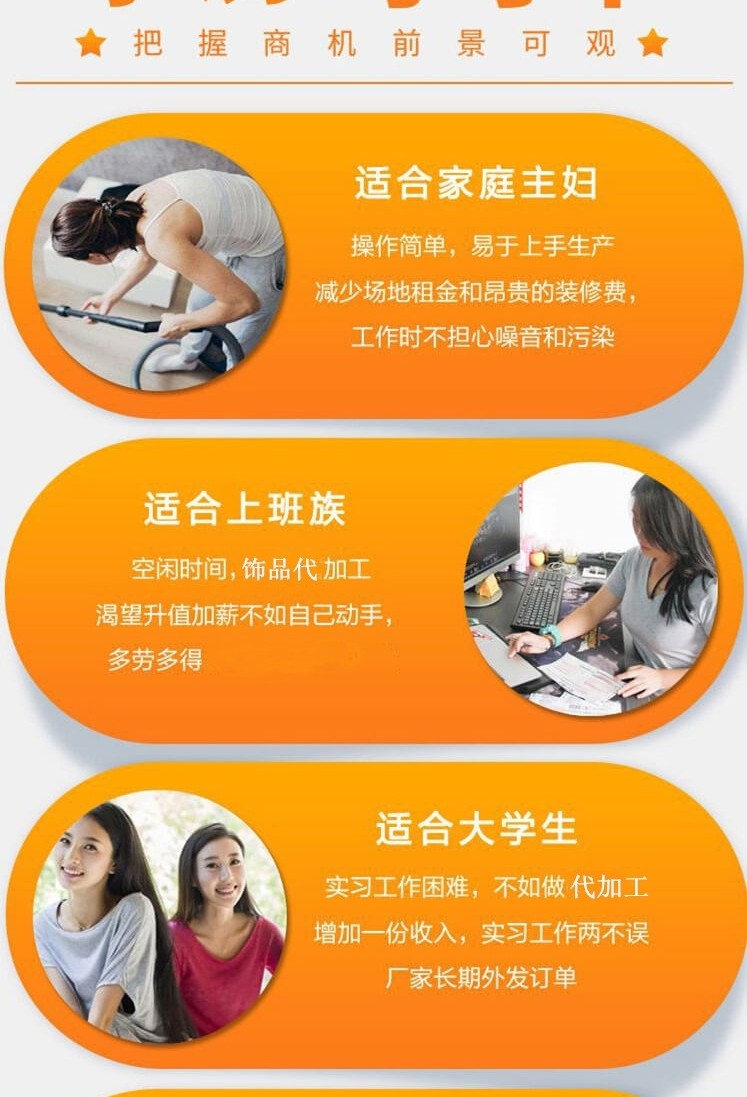 把握商机前景可观
适合家庭主妇
操作简单，易于上手生产
减少场地租金和昂贵的装修费，
工作时不担心噪音和污染
适合上班族
空闲时间，饰品代加工
渴望升值加薪不如自己动手，
多劳多得
适合大学生
实习工作困难，不如做代加工
增加一份收入，实习工作两不误
厂家长期外发订单